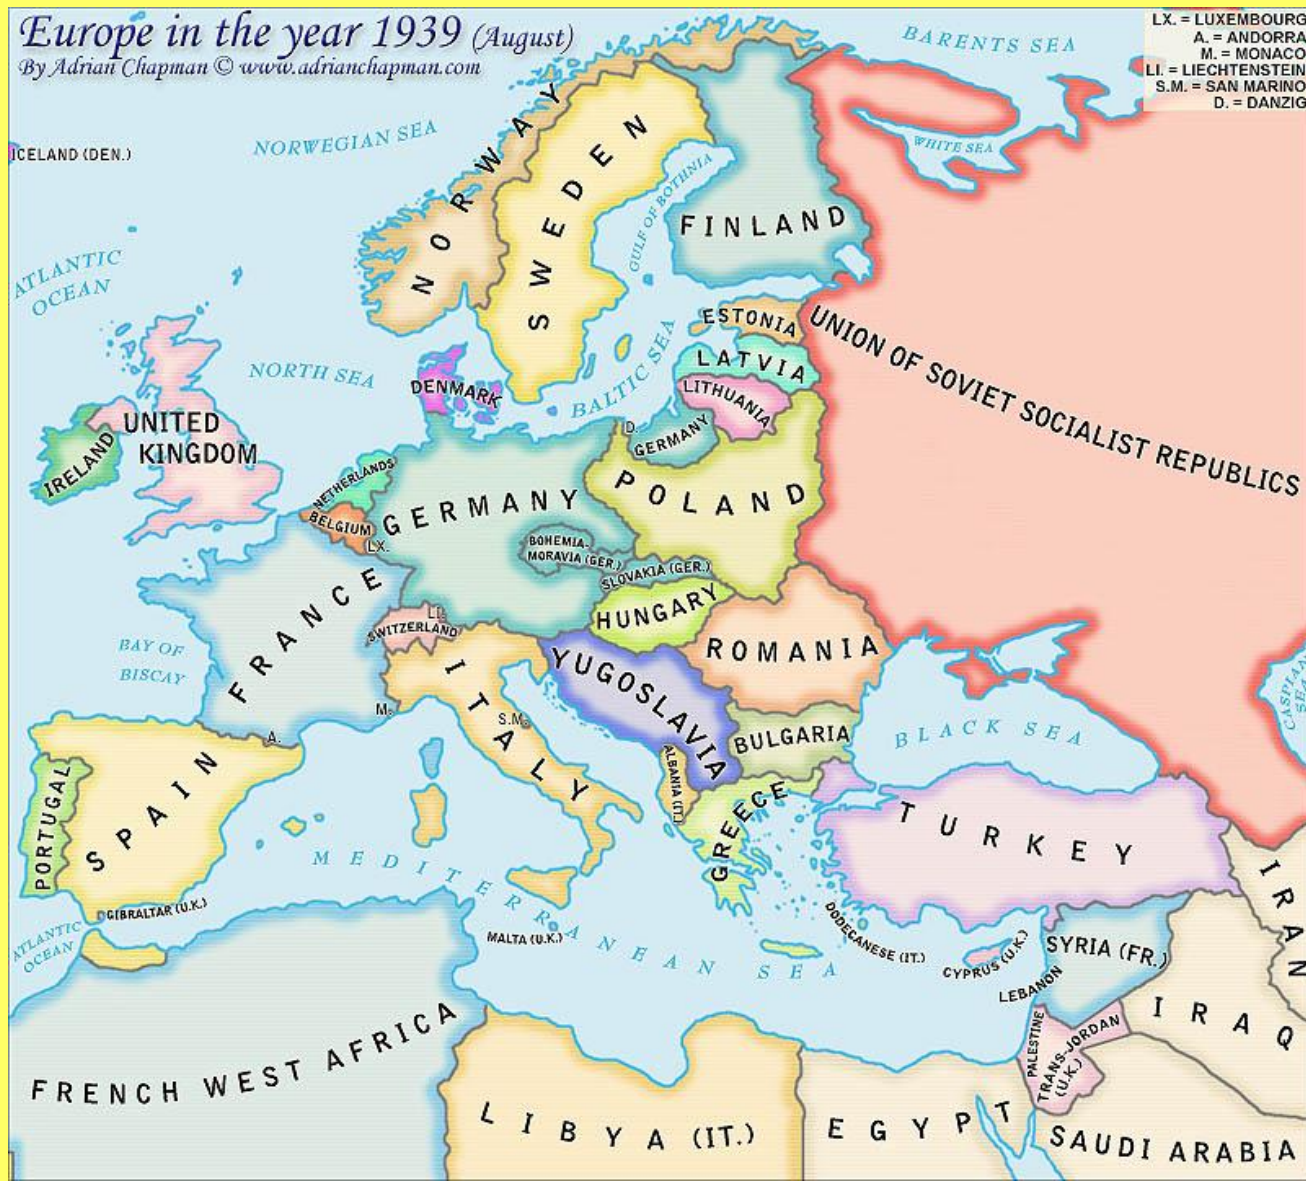 Europe in the year 1939 (August)
By Adrian Chapman © www.adrianchapman.com
LX. = LUXEMBOURG
A. = ANDORRA
M. = MONACO
LI. = LIECHTENSTEIN
S.M. = SAN MARINO
D. = DANZIG
BARENTS SEA
NORWEGIAN SEA
WHITE SEA
ICELAND (DEN.)
NORWAY
SWEDEN
FINLAND
GULF OF BOTHNIA
ATLANTIC
OCEAN
NORTH SEA
BALTIC SEA
ESTONIA
LATVIA
LITHUANIA
UNION OF SOVIET SOCIALIST REPUBLICS
DENMARK
UNITED
KINGDOM
IRELAND
D.
GERMANY
NETHERLANDS
BELGIUM
LX.
GERMANY
POLAND
BOHEMIA-
MORAVIA (GER.)
SLOVAKIA (GER.)
FRANCE
LI.
SWITZERLAND
HUNGARY
ROMANIA
BAY OF
BISCAY
ITALY
YUGOSLAVIA
M.
S.M.
A.
BULGARIA
BLACK SEA
CASPIAN
SEA
ALBANIA (IT.)
GREECE
TURKEY
PORTUGAL
SPAIN
MEDITERRANEAN SEA
GIBRALTAR (U.K.)
ATLANTIC
OCEAN
MALTA (U.K.)
DODECANESE (IT.)
CYPRUS (U.K.)
SYRIA (FR.)
LEBANON
IRAN
IRAQ
PALESTINE
TRANS-JORDAN
(U.K.)
FRENCH WEST AFRICA
LIBYA (IT.)
EGYPT
SAUDI ARABIA